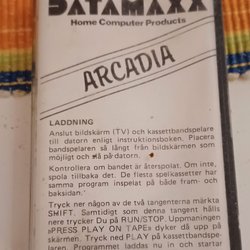 DATAMAXX
Home Computer Products
ARCADIA
LADDNING
Anslut bildskärm (TV) och kassettbandspelare
till datorn enligt instruktionsboken. Placera
bandspelaren så långt från bildskärmen som
möjligt och slå på datorn.
Kontrollera om bandet är återspolat. Om inte,
spola tillbaka det. De flesta spelkassetter har
samma program inspelat på både fram- och
baksidan.
Tryck ner någon av de två tangenterna märkta
SHIFT. Samtidigt som denna tangent hålls
nere trycker Du på RUN/STOP. Uppmaningen
»PRESS PLAY ON TAPE» dyker då upp på
skärmen. Tryck ned PLAY på kassettbandspe-
laren. Programmet laddas nu in och startar